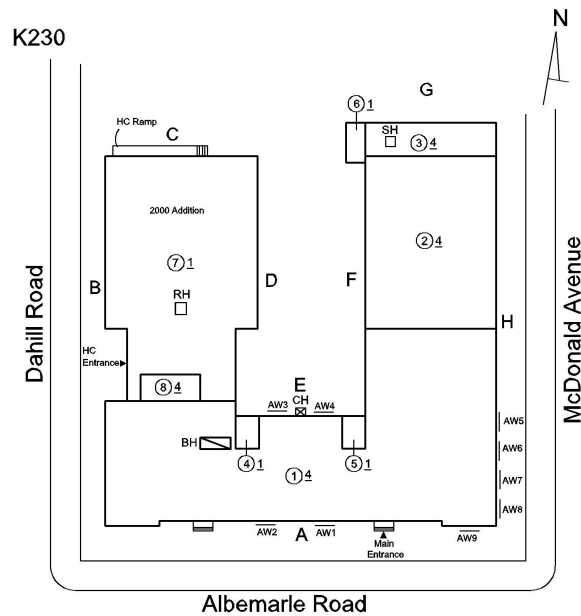 K230
N
G
6 1
HC Ramp
C
SH
3 4
2000 Addition
2 4
7 1
B
D
F
RH
H
Dahill Road
McDonald Avenue
HC
Entrance
8 4
E
AW3
CH
AW4
AW5
BH
AW6
4 1
1 4
5 1
AW7
AW8
AW2
A
AW1
Main
Entrance
AW9
Albemarle Road